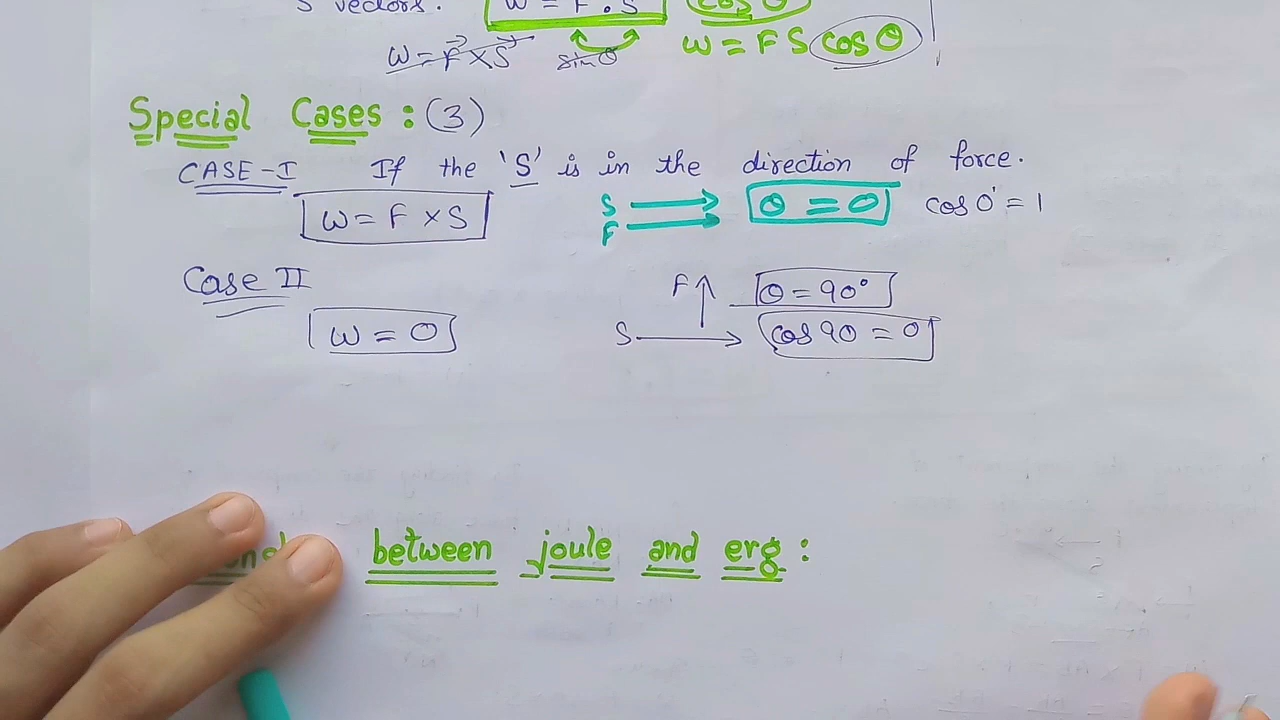 S vectors. W = F . S cos θ
W = F × S sin θ W = F S cos θ
Special Cases : (3)
CASE-I If the 'S' is in the direction of force.
W = F × S S F θ = 0 cos 0° = 1
Case II F θ = 90°
W = 0 S cos 90 = 0
between joule and erg :